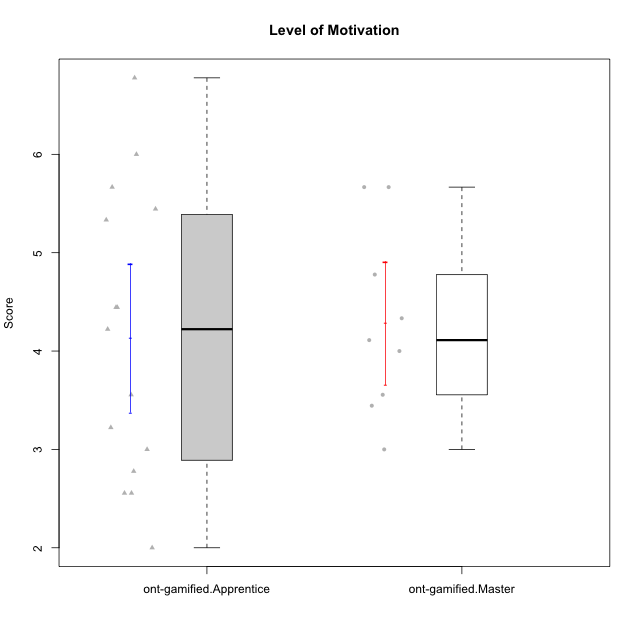 Level of Motivation
Score
6
5
4
3
2
ont-gamified.Apprentice
ont-gamified.Master